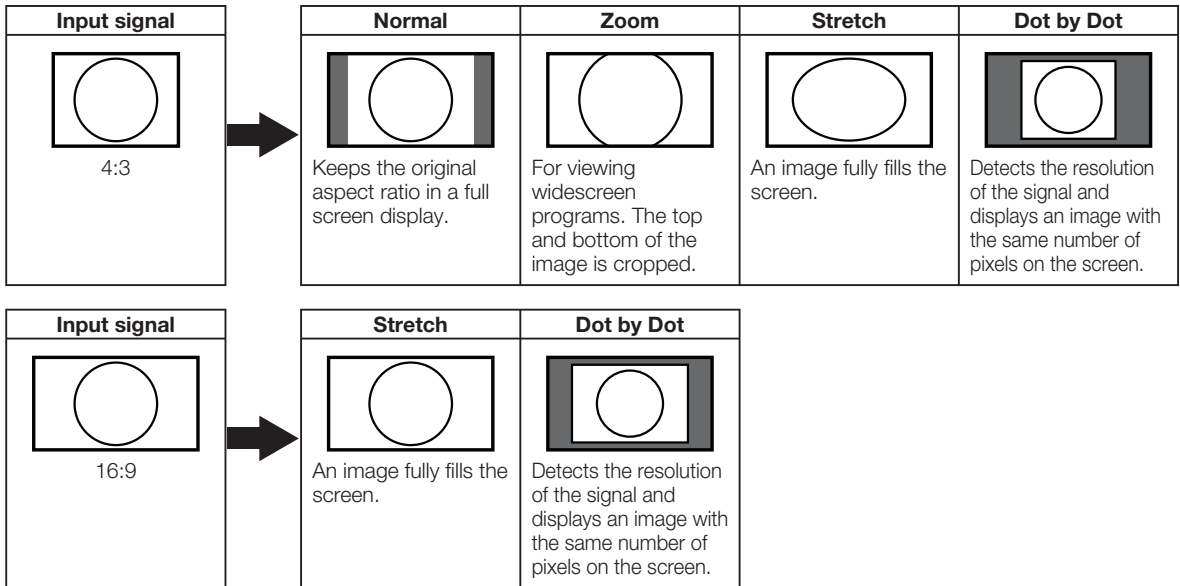 Input signal
Normal
Zoom
Stretch
Dot by Dot
4:3
Keeps the original
aspect ratio in a full
screen display.
For viewing
widescreen
programs. The top
and bottom of the
image is cropped.
An image fully fills the
screen.
Detects the resolution
of the signal and
displays an image with
the same number of
pixels on the screen.
Input signal
Stretch
Dot by Dot
16:9
An image fully fills the
screen.
Detects the resolution
of the signal and
displays an image with
the same number of
pixels on the screen.